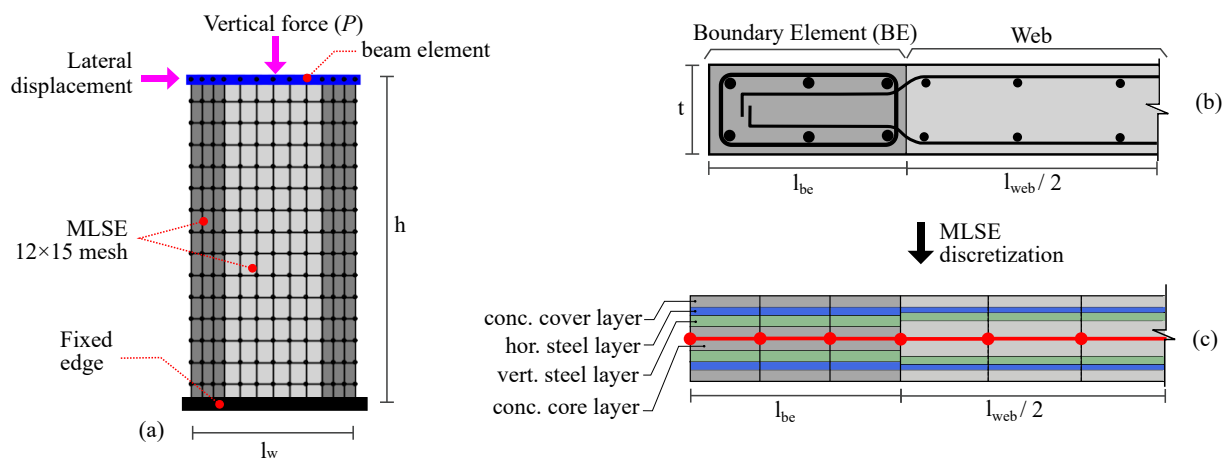 Vertical force (P)
beam element
Lateral
displacement
MLSE
12×15 mesh
h
Fixed
edge
(a)
lw
Boundary Element (BE)
Web
t
(b)
lbe
lweb/ 2
MLSE
discretization
conc. cover layer
hor. steel layer
vert. steel layer
conc. core layer
(c)
lbe
lweb/ 2